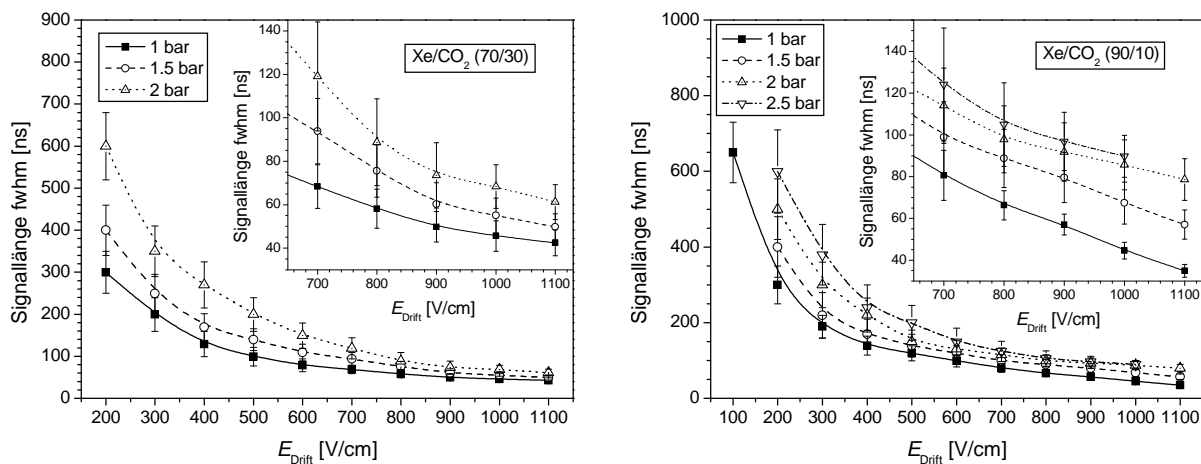 900
800
700
600
500
400
300
200
100
0
Signallänge fwhm [ns]
1 bar
1.5 bar
2 bar
Xe/CO2 (70/30)
140
120
100
80
60
40
Signallänge fwhm [ns]
700 800 900 1000 1100
EDrift [V/cm]
200 300 400 500 600 700 800 900 1000 1100
EDrift [V/cm]
1000
800
600
400
200
0
Signallänge fwhm [ns]
1 bar
1.5 bar
2 bar
2.5 bar
Xe/CO2 (90/10)
140
120
100
80
60
40
Signallänge fwhm [ns]
700 800 900 1000 1100
EDrift [V/cm]
100 200 300 400 500 600 700 800 900 1000 1100
EDrift [V/cm]